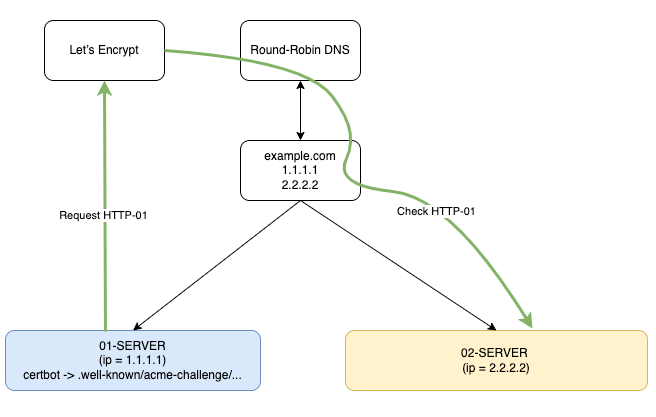 Let's Encrypt
Round-Robin DNS
example.com
1.1.1.1
2.2.2.2
Request HTTP-01
Check HTTP-01
01-SERVER
(ip = 1.1.1.1)
certbot -> .well-known/acme-challenge/...
02-SERVER
(ip = 2.2.2.2)